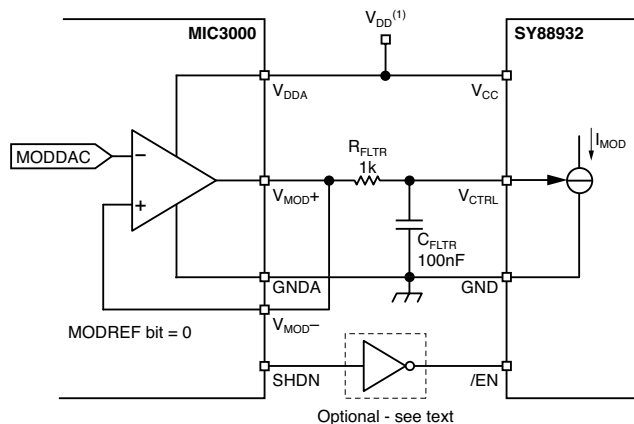 MIC3000
V_DD(1)
SY88932
V_DDA
V_CC
MODDAC
−
+
R_FLTR
1k
I_MOD
V_MOD+
V_CTRL
C_FLTR
100nF
GNDA
GND
V_MOD−
MODREF bit = 0
SHDN
/EN
Optional - see text